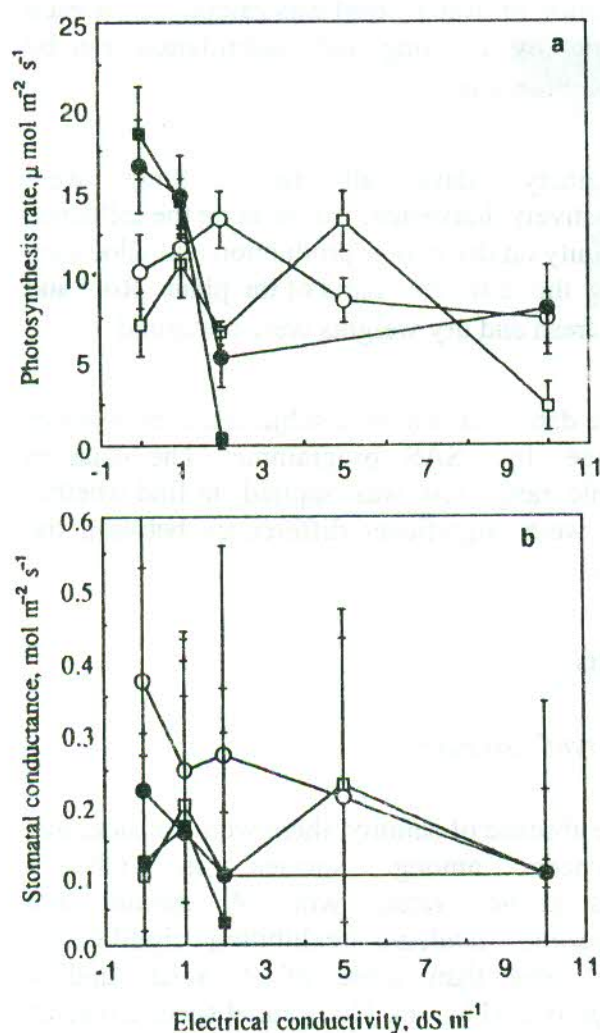 a
Photosynthesis rate, μ mol m⁻² s⁻¹
25
20
15
10
5
0
-1 1 3 5 7 9 11
b
Stomatal conductance, mol m⁻² s⁻¹
0.6
0.5
0.4
0.3
0.2
0.1
0.0
-1 1 3 5 7 9 11
Electrical conductivity, dS m⁻¹